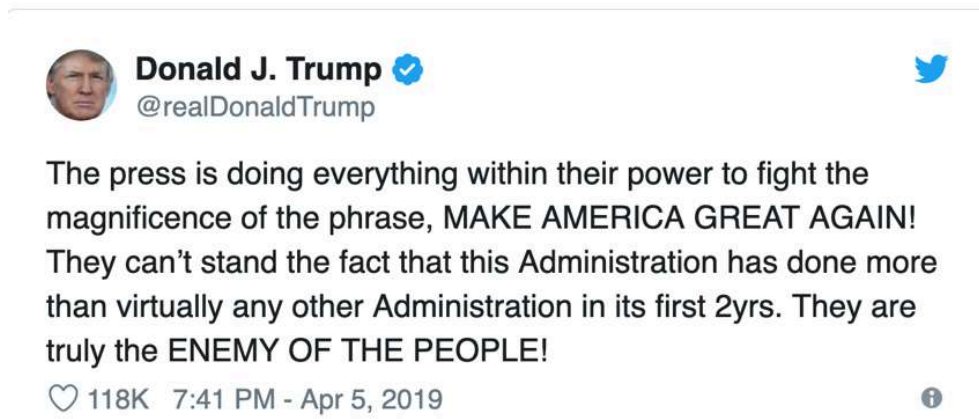 Donald J. Trump
@realDonaldTrump
The press is doing everything within their power to fight the
magnificence of the phrase, MAKE AMERICA GREAT AGAIN!
They can’t stand the fact that this Administration has done more
than virtually any other Administration in its first 2yrs. They are
truly the ENEMY OF THE PEOPLE!
118K 7:41 PM - Apr 5, 2019